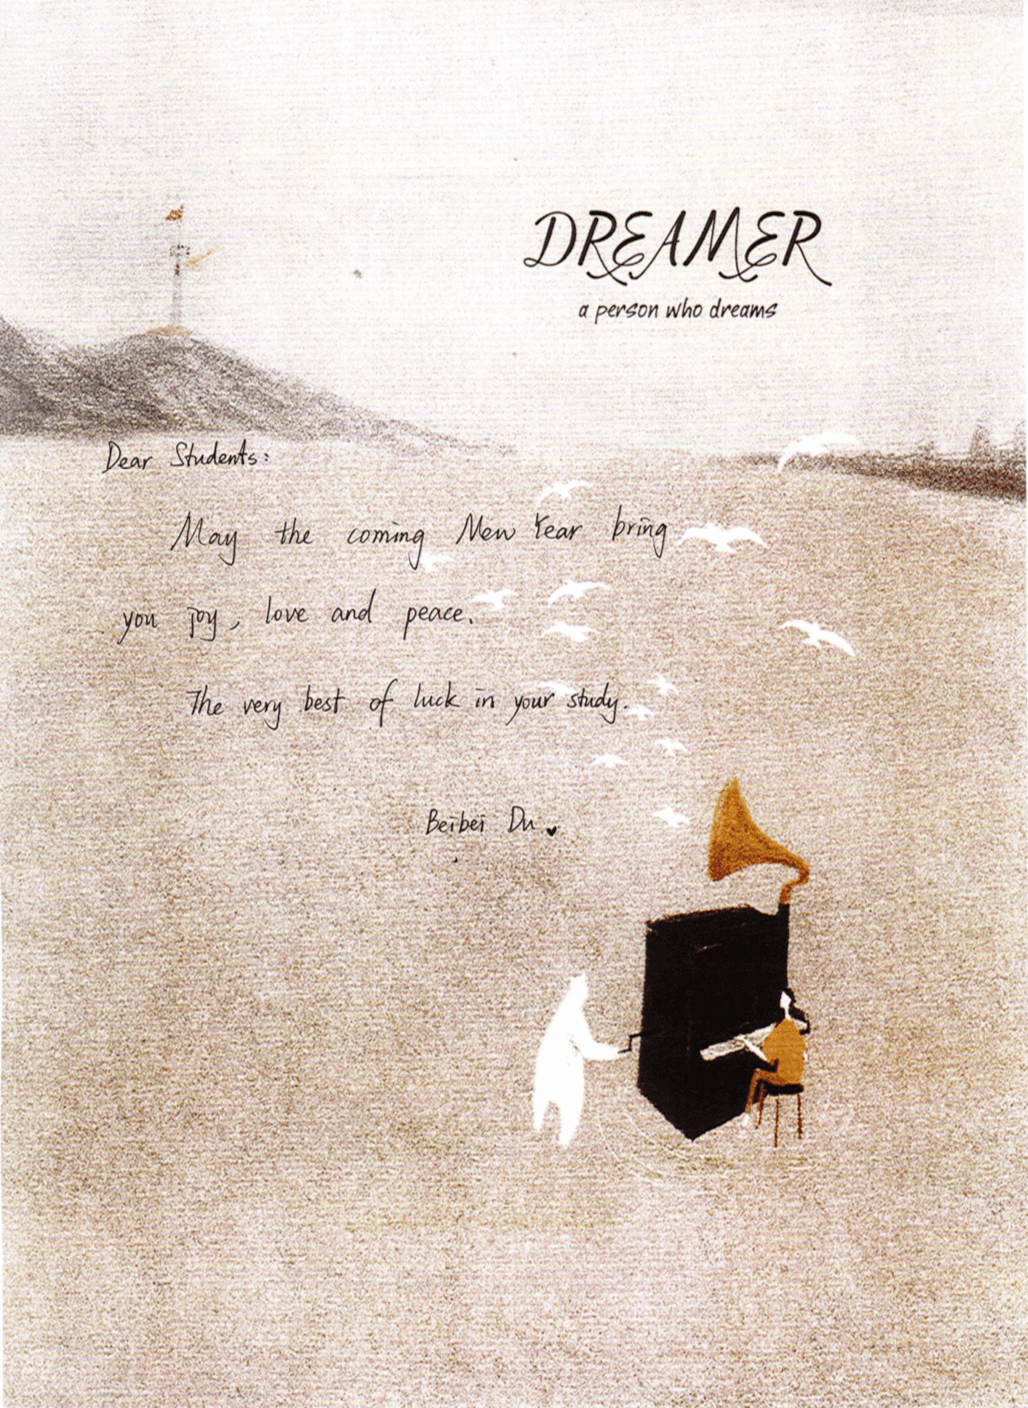 DREAMER
a person who dreams
Dear Students:
May the coming New Year bring
you joy, love and peace.
The very best of luck in your study.
Beibei Du